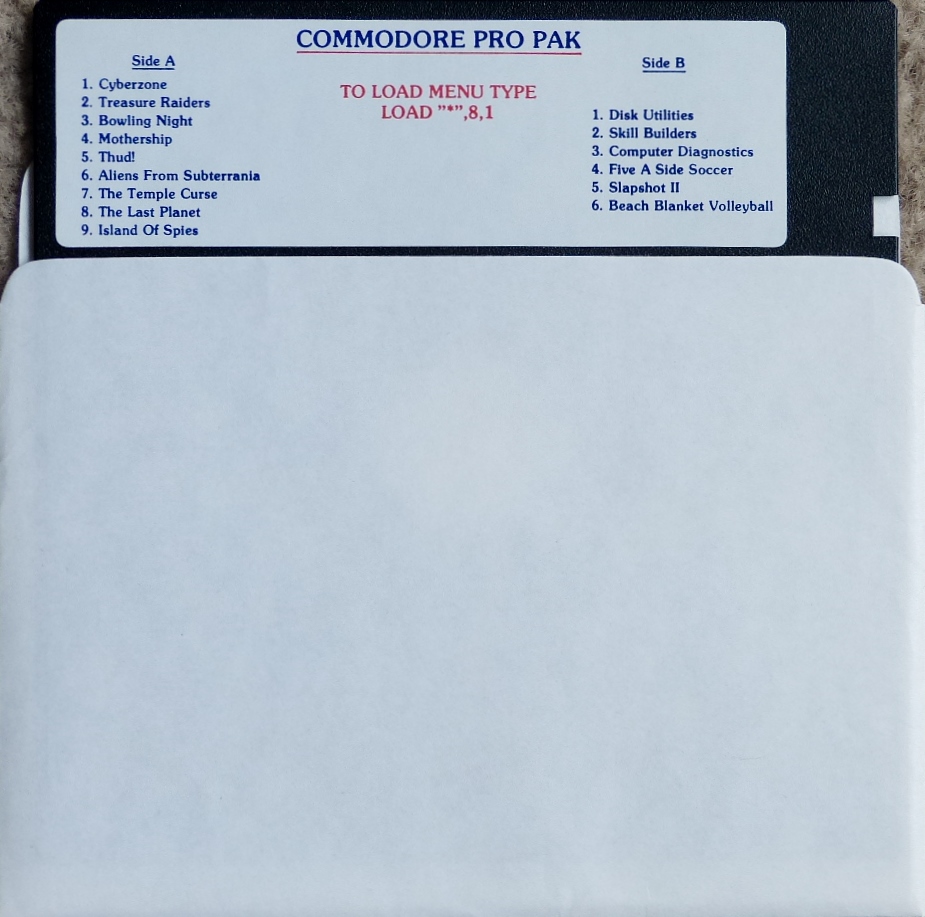 COMMODORE PRO PAK
Side A
1. Cyberzone
2. Treasure Raiders
3. Bowling Night
4. Mothership
5. Thud!
6. Aliens From Subterrania
7. The Temple Curse
8. The Last Planet
9. Island Of Spies
TO LOAD MENU TYPE
LOAD "*",8,1
Side B
1. Disk Utilities
2. Skill Builders
3. Computer Diagnostics
4. Five A Side Soccer
5. Slapshot II
6. Beach Blanket Volleyball